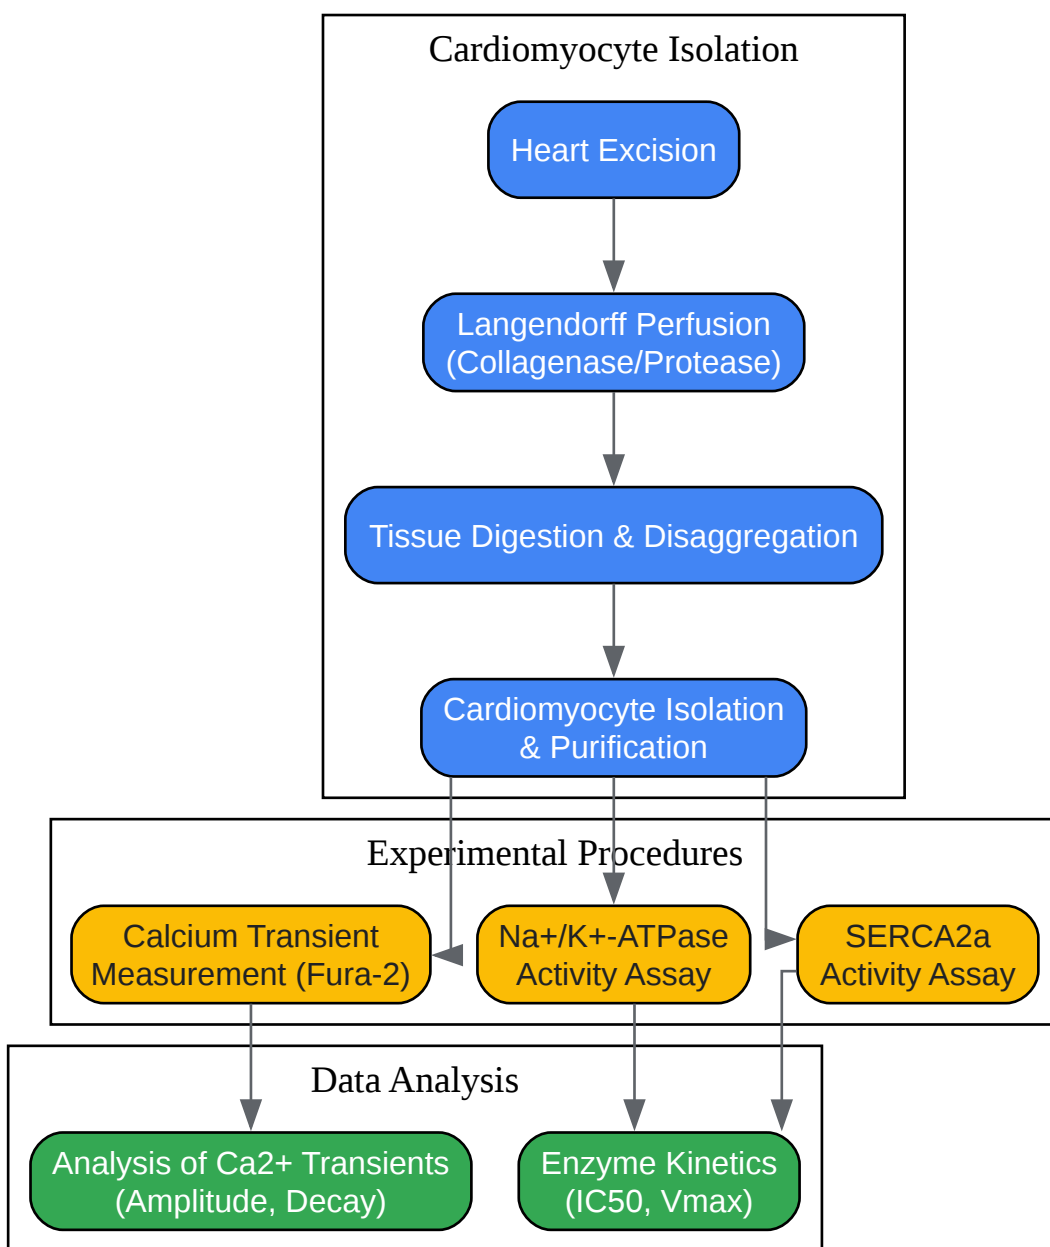 Cardiomyocyte Isolation
Heart Excision
Langendorff Perfusion
(Collagenase/Protease)
Tissue Digestion & Disaggregation
Cardiomyocyte Isolation
& Purification
Experimental Procedures
Calcium Transient
Measurement (Fura-2)
Na+/K+-ATPase
Activity Assay
SERCA2a
Activity Assay
Data Analysis
Analysis of Ca2+ Transients
(Amplitude, Decay)
Enzyme Kinetics
(IC50, Vmax)